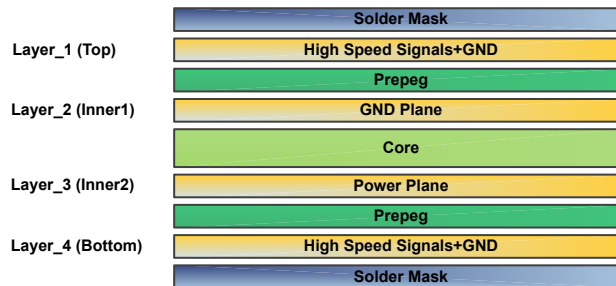 Solder Mask
Layer_1 (Top) High Speed Signals+GND
Prepeg
Layer_2 (Inner1) GND Plane
Core
Layer_3 (Inner2) Power Plane
Prepeg
Layer_4 (Bottom) High Speed Signals+GND
Solder Mask